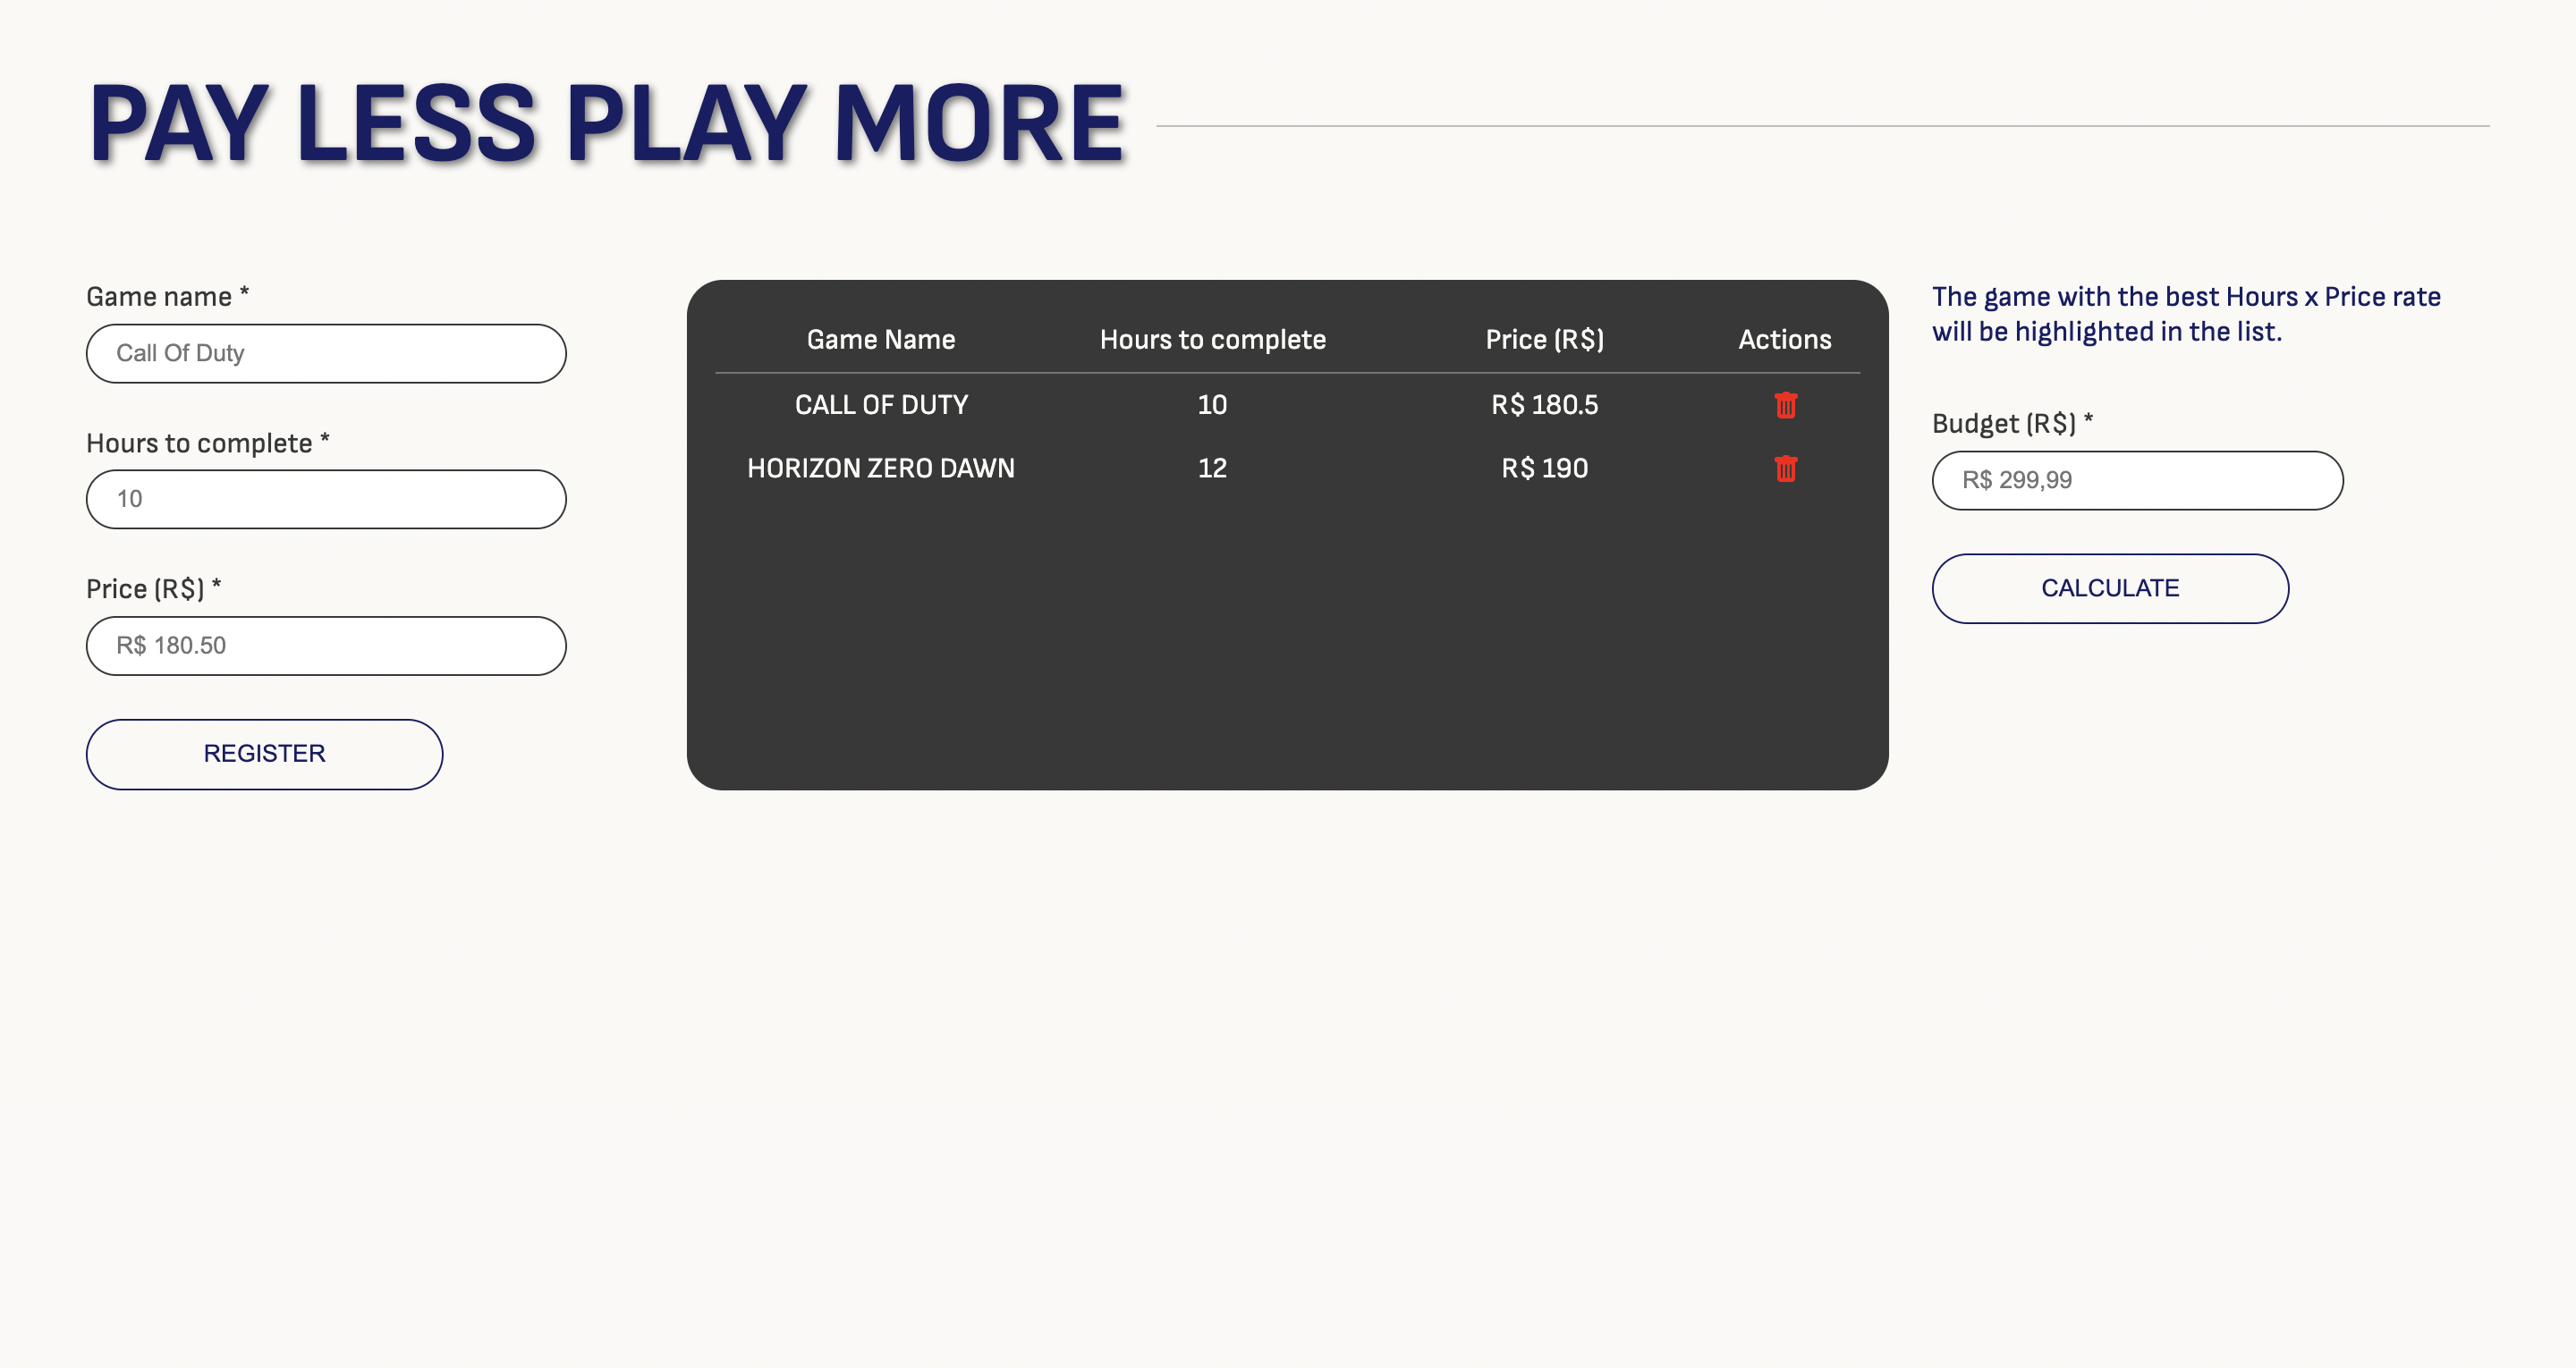 PAY LESS PLAY MORE
Game name *
Call Of Duty
Hours to complete *
10
Price (R$) *
R$ 180.50
REGISTER
Game Name Hours to complete Price (R$) Actions
CALL OF DUTY 10 R$ 180.5
HORIZON ZERO DAWN 12 R$ 190
The game with the best Hours x Price rate
will be highlighted in the list.
Budget (R$) *
R$ 299,99
CALCULATE